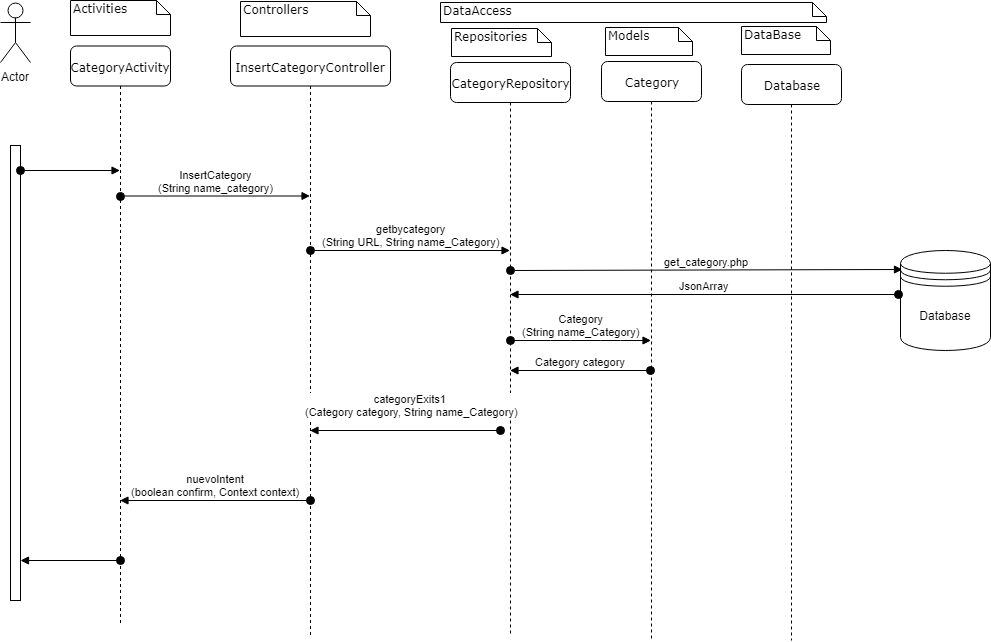 Activities
Controllers
DataAccess
Repositories
Models
DataBase
Actor
CategoryActivity
InsertCategoryController
CategoryRepository
Category
Database
InsertCategory
(String name_category)
getbycategory
(String URL, String name_Category)
get_category.php
JsonArray
Database
Category
(String name_Category)
Category category
categoryExits1
(Category category, String name_Category)
nuevoIntent
(boolean confirm, Context context)